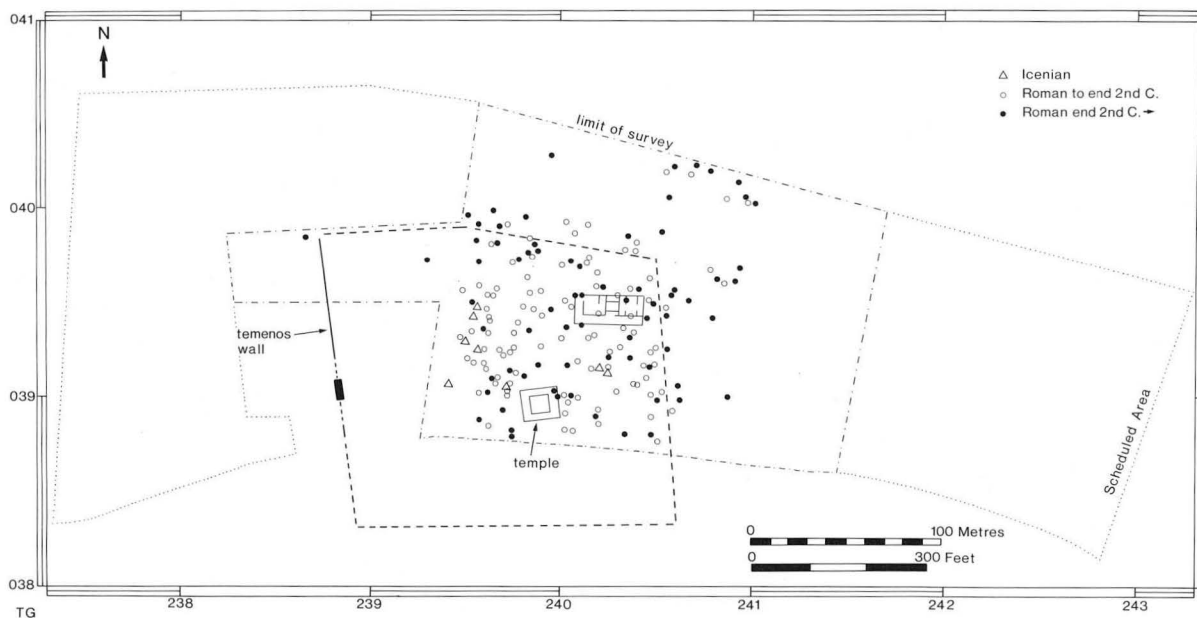 041
N
Icenian
Roman to end 2nd C.
Roman end 2nd C.→
limit of survey
040
temenos
wall
039
temple
Scheduled Area
0 100 Metres
0 300 Feet
038
TG
238 239 240 241 242 243